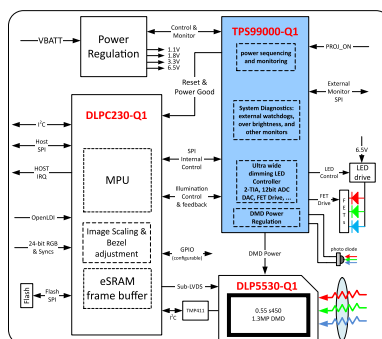 TPS99000-Q1
VBATT
Power
Regulation
Control &
Monitor
1.1V
1.8V
3.3V
6.5V
power sequencing
and monitoring
PROJ_ON
Reset &
Power Good
External
Monitor
SPI
DLPC230-Q1
System Diagnostics:
external watchdogs,
over brightness, and
other monitors
I²C
Host
SPI
HOST
IRQ
MPU
SPI
Internal
Control
6.5V
Ultra wide
dimming LED
Controller
2-TIA, 12bit ADC
DAC, FET Drive, ...
LED
Control
LED
drive
Illumination
Control
& feedback
FET
Drive
FETs
OpenLDI
DMD Power
Regulation
24-bit RGB
& Syncs
Image Scaling &
Bezel
adjustment
GPIO
(configurable)
photo diode
DMD Power
eSRAM
frame buffer
Sub-LVDS
DLP5530-Q1
Flash
Flash
SPI
TMP411
I²C
0.55 s450
1.3MP DMD